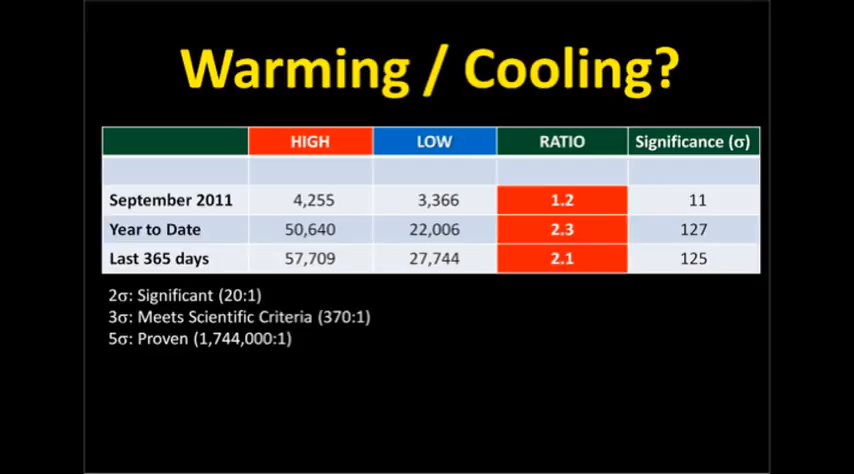 Warming / Cooling?
HIGH LOW RATIO Significance (σ)
September 2011 4,255 3,366 1.2 11
Year to Date 50,640 22,006 2.3 127
Last 365 days 57,709 27,744 2.1 125
2σ: Significant (20:1)
3σ: Meets Scientific Criteria (370:1)
5σ: Proven (1,744,000:1)